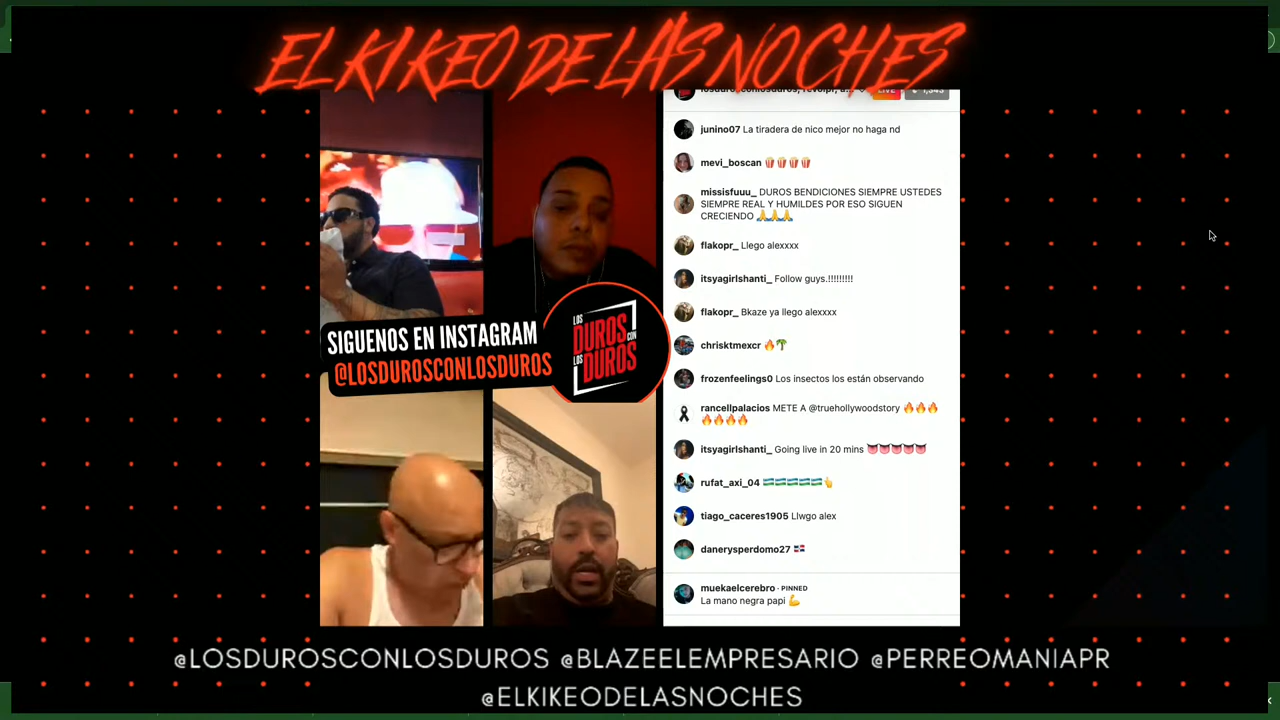 EL KIKEO DE LAS NOCHES
LIVE
1,343
junino07 La tiradera de nico mejor no haga nd
mevi_boscan 🍿🍿🍿🍿
missisfuuu_ DUROS BENDICIONES SIEMPRE USTEDES
SIEMPRE REAL Y HUMILDES POR ESO SIGUEN
CRECIENDO 🙏🙏🙏
flakopr_ Llego alexxxx
itsyagirlshanti_ Follow guys.!!!!!!!!!
flakopr_ Bkaze ya llego alexxxx
chrisktmexcr 🔥🌴
frozenfeelings0 Los insectos los están observando
rancellpalacios METE A @truehollywoodstory 🔥🔥🔥
🔥🔥🔥🔥
itsyagirlshanti_ Going live in 20 mins 👅👅👅👅👅
rufat_axi_04 🇺🇿🇺🇿🇺🇿🇺🇿🇺🇿👆
tiago_caceres1905 Llwgo alex
danerysperdomo27 🇩🇴
muekaelcerebro · PINNED
La mano negra papi 💪
SIGUENOS EN INSTAGRAM
@LOSDUROSCONLOSDUROS
LOS
DUROS
CON
LOS
DUROS
@LOSDUROSCONLOSDUROS @BLAZEELEMPRESARIO @PERREOMANIAPR
@ELKIKEODELASNOCHES